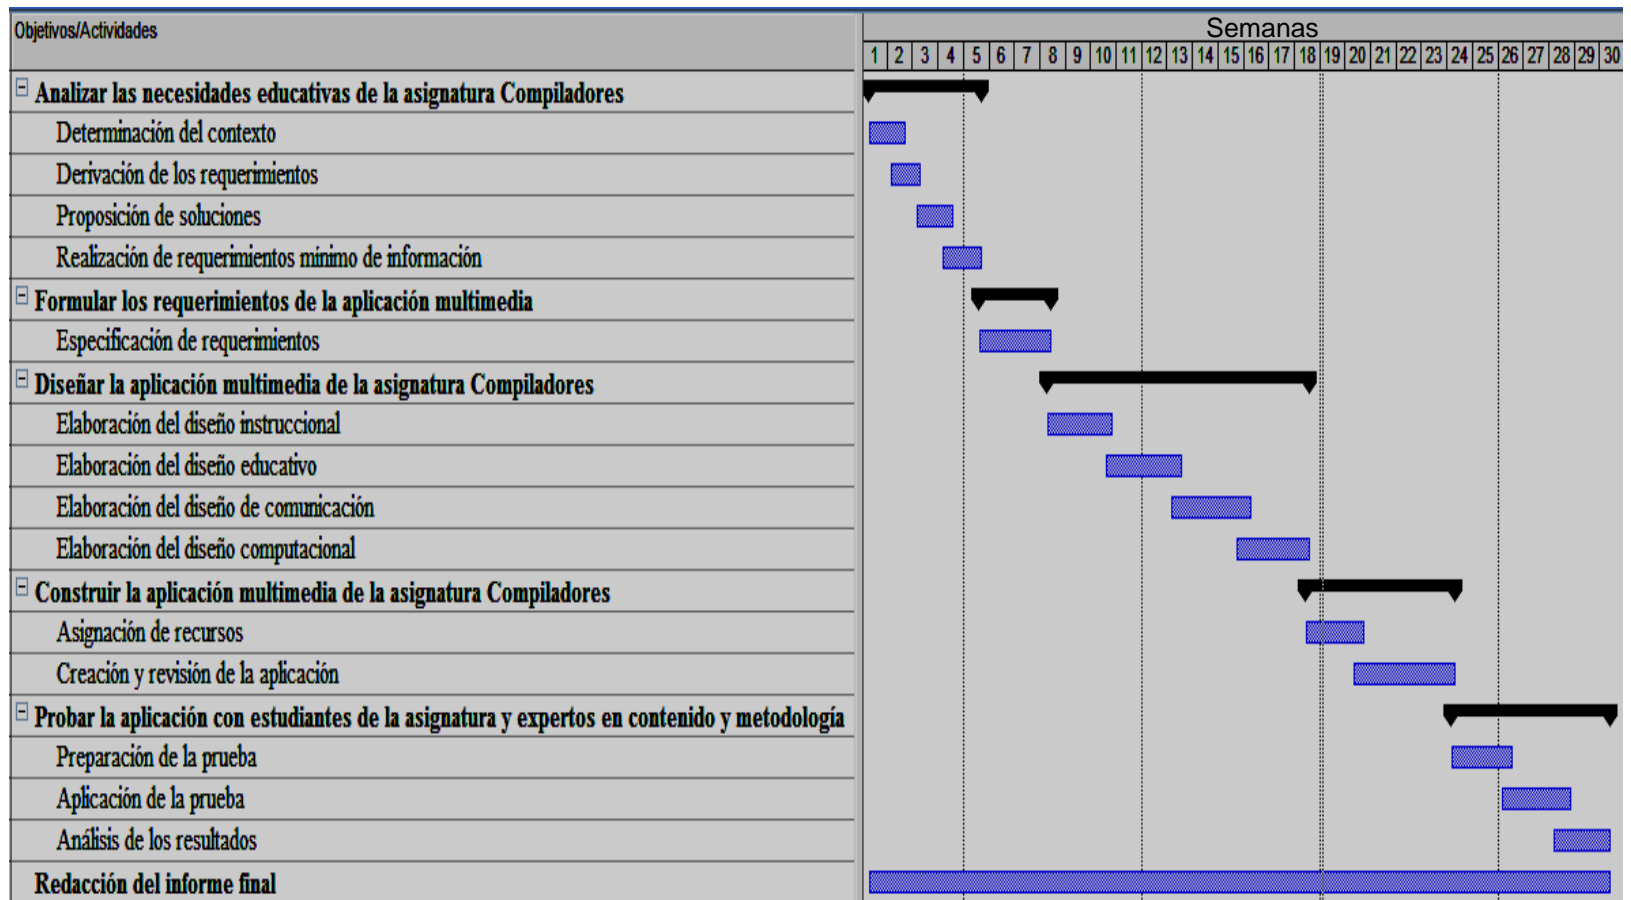 Objetivos/Actividades
Semanas
1 2 3 4 5 6 7 8 9 10 11 12 13 14 15 16 17 18 19 20 21 22 23 24 25 26 27 28 29 30
Analizar las necesidades educativas de la asignatura Compiladores
Determinación del contexto
Derivación de los requerimientos
Proposición de soluciones
Realización de requerimientos mínimo de información
Formular los requerimientos de la aplicación multimedia
Especificación de requerimientos
Diseñar la aplicación multimedia de la asignatura Compiladores
Elaboración del diseño instruccional
Elaboración del diseño educativo
Elaboración del diseño de comunicación
Elaboración del diseño computacional
Construir la aplicación multimedia de la asignatura Compiladores
Asignación de recursos
Creación y revisión de la aplicación
Probar la aplicación con estudiantes de la asignatura y expertos en contenido y metodología
Preparación de la prueba
Aplicación de la prueba
Análisis de los resultados
Redacción del informe final